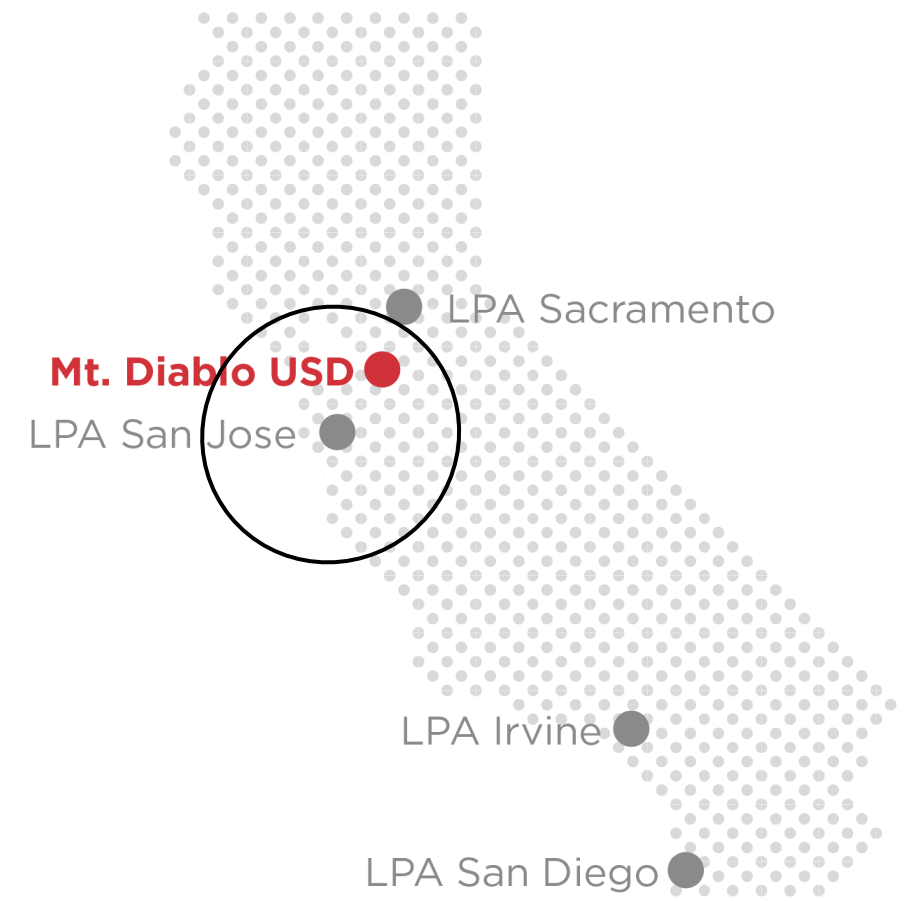 LPA Sacramento
Mt. Diablo USD
LPA San Jose
LPA Irvine
LPA San Diego